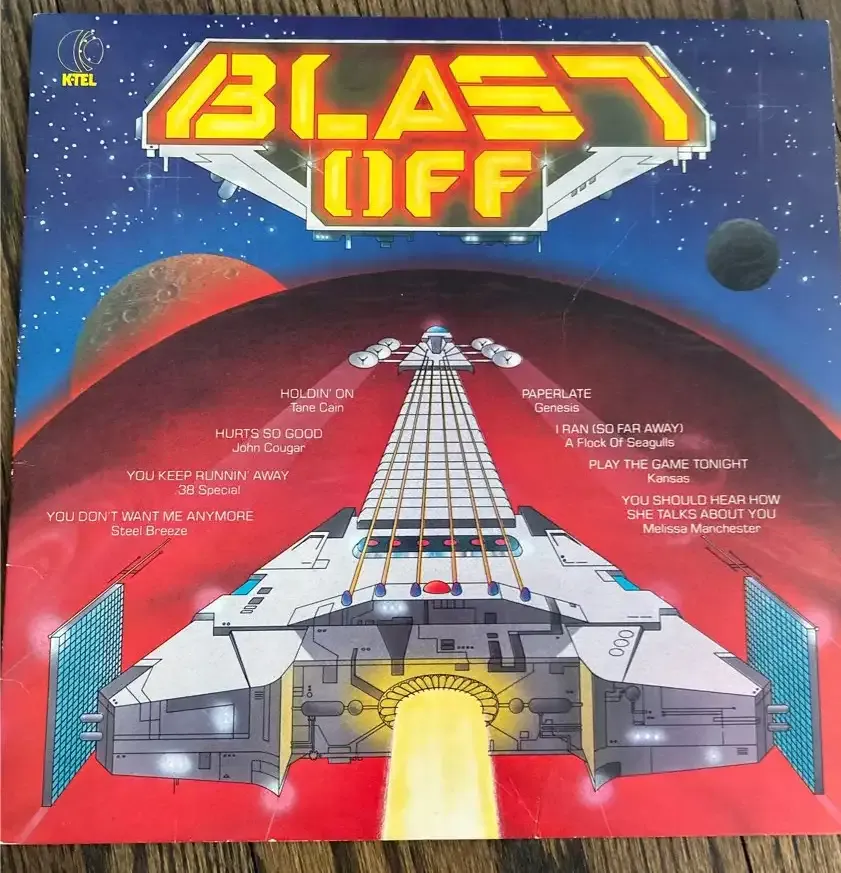 K-TEL
BLAST
OFF
HOLDIN' ON
Tane Cain
HURTS SO GOOD
John Cougar
YOU KEEP RUNNIN' AWAY
.38 Special
YOU DON'T WANT ME ANYMORE
Steel Breeze
PAPERLATE
Genesis
I RAN (SO FAR AWAY)
A Flock Of Seagulls
PLAY THE GAME TONIGHT
Kansas
YOU SHOULD HEAR HOW
SHE TALKS ABOUT YOU
Melissa Manchester